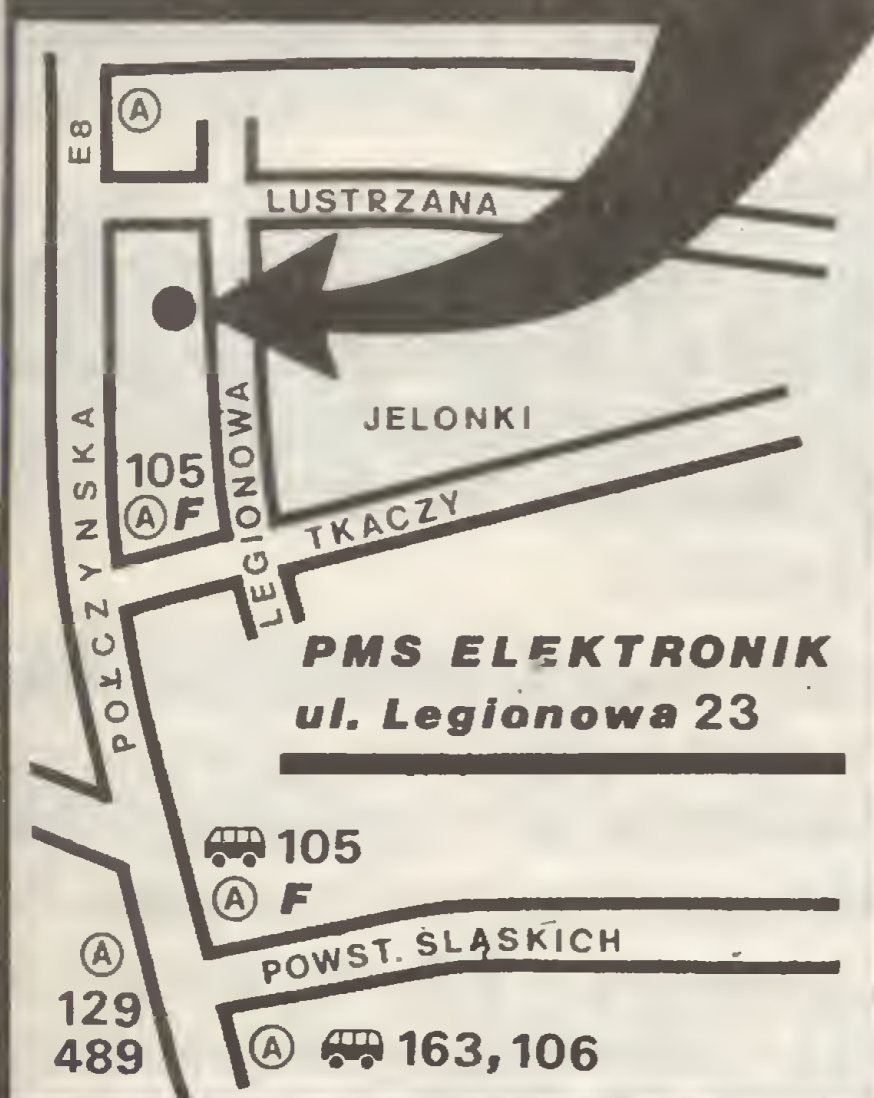 E8
A
LUSTRZANA
POŁCZYNSKA
LEGIONOWA
105
A F
JELONKI
TKACZY
PMS ELEKTRONIK
ul. Legionowa 23
105
A F
POWST. ŚLĄSKICH
A
129
489
A 163, 106